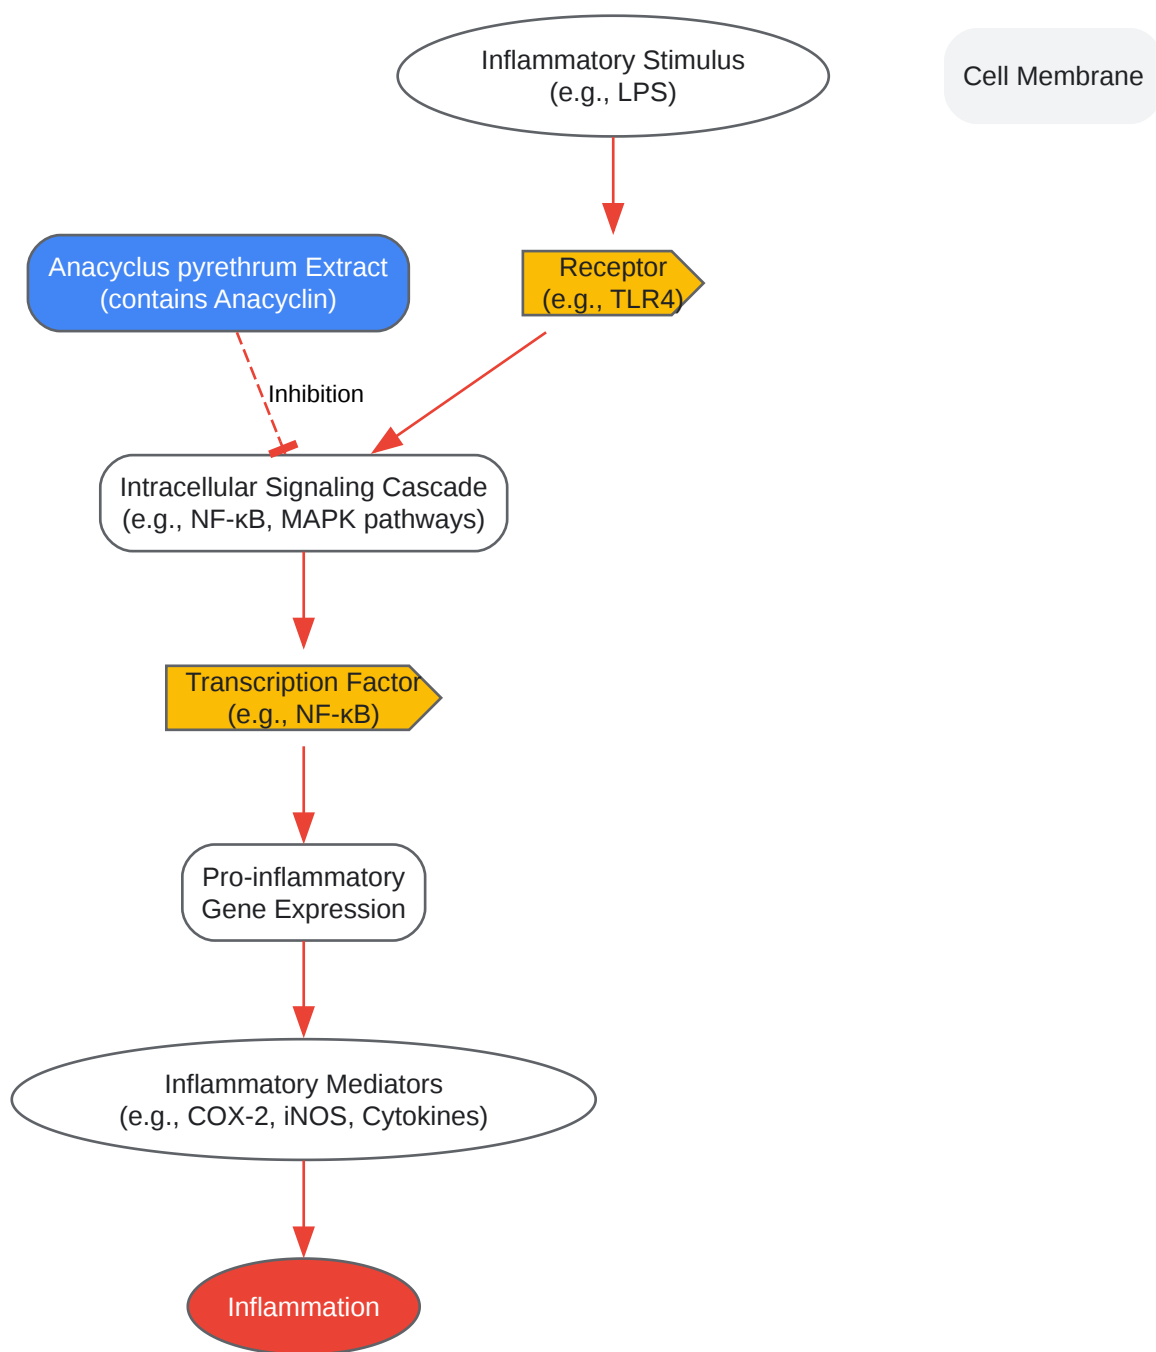 Inflammatory Stimulus
(e.g., LPS)
Cell Membrane
Anacyclus pyrethrum Extract
(contains Anacyclin)
Receptor
(e.g., TLR4)
Inhibition
Intracellular Signaling Cascade
(e.g., NF-κB, MAPK pathways)
Transcription Factor
(e.g., NF-κB)
Pro-inflammatory
Gene Expression
Inflammatory Mediators
(e.g., COX-2, iNOS, Cytokines)
Inflammation